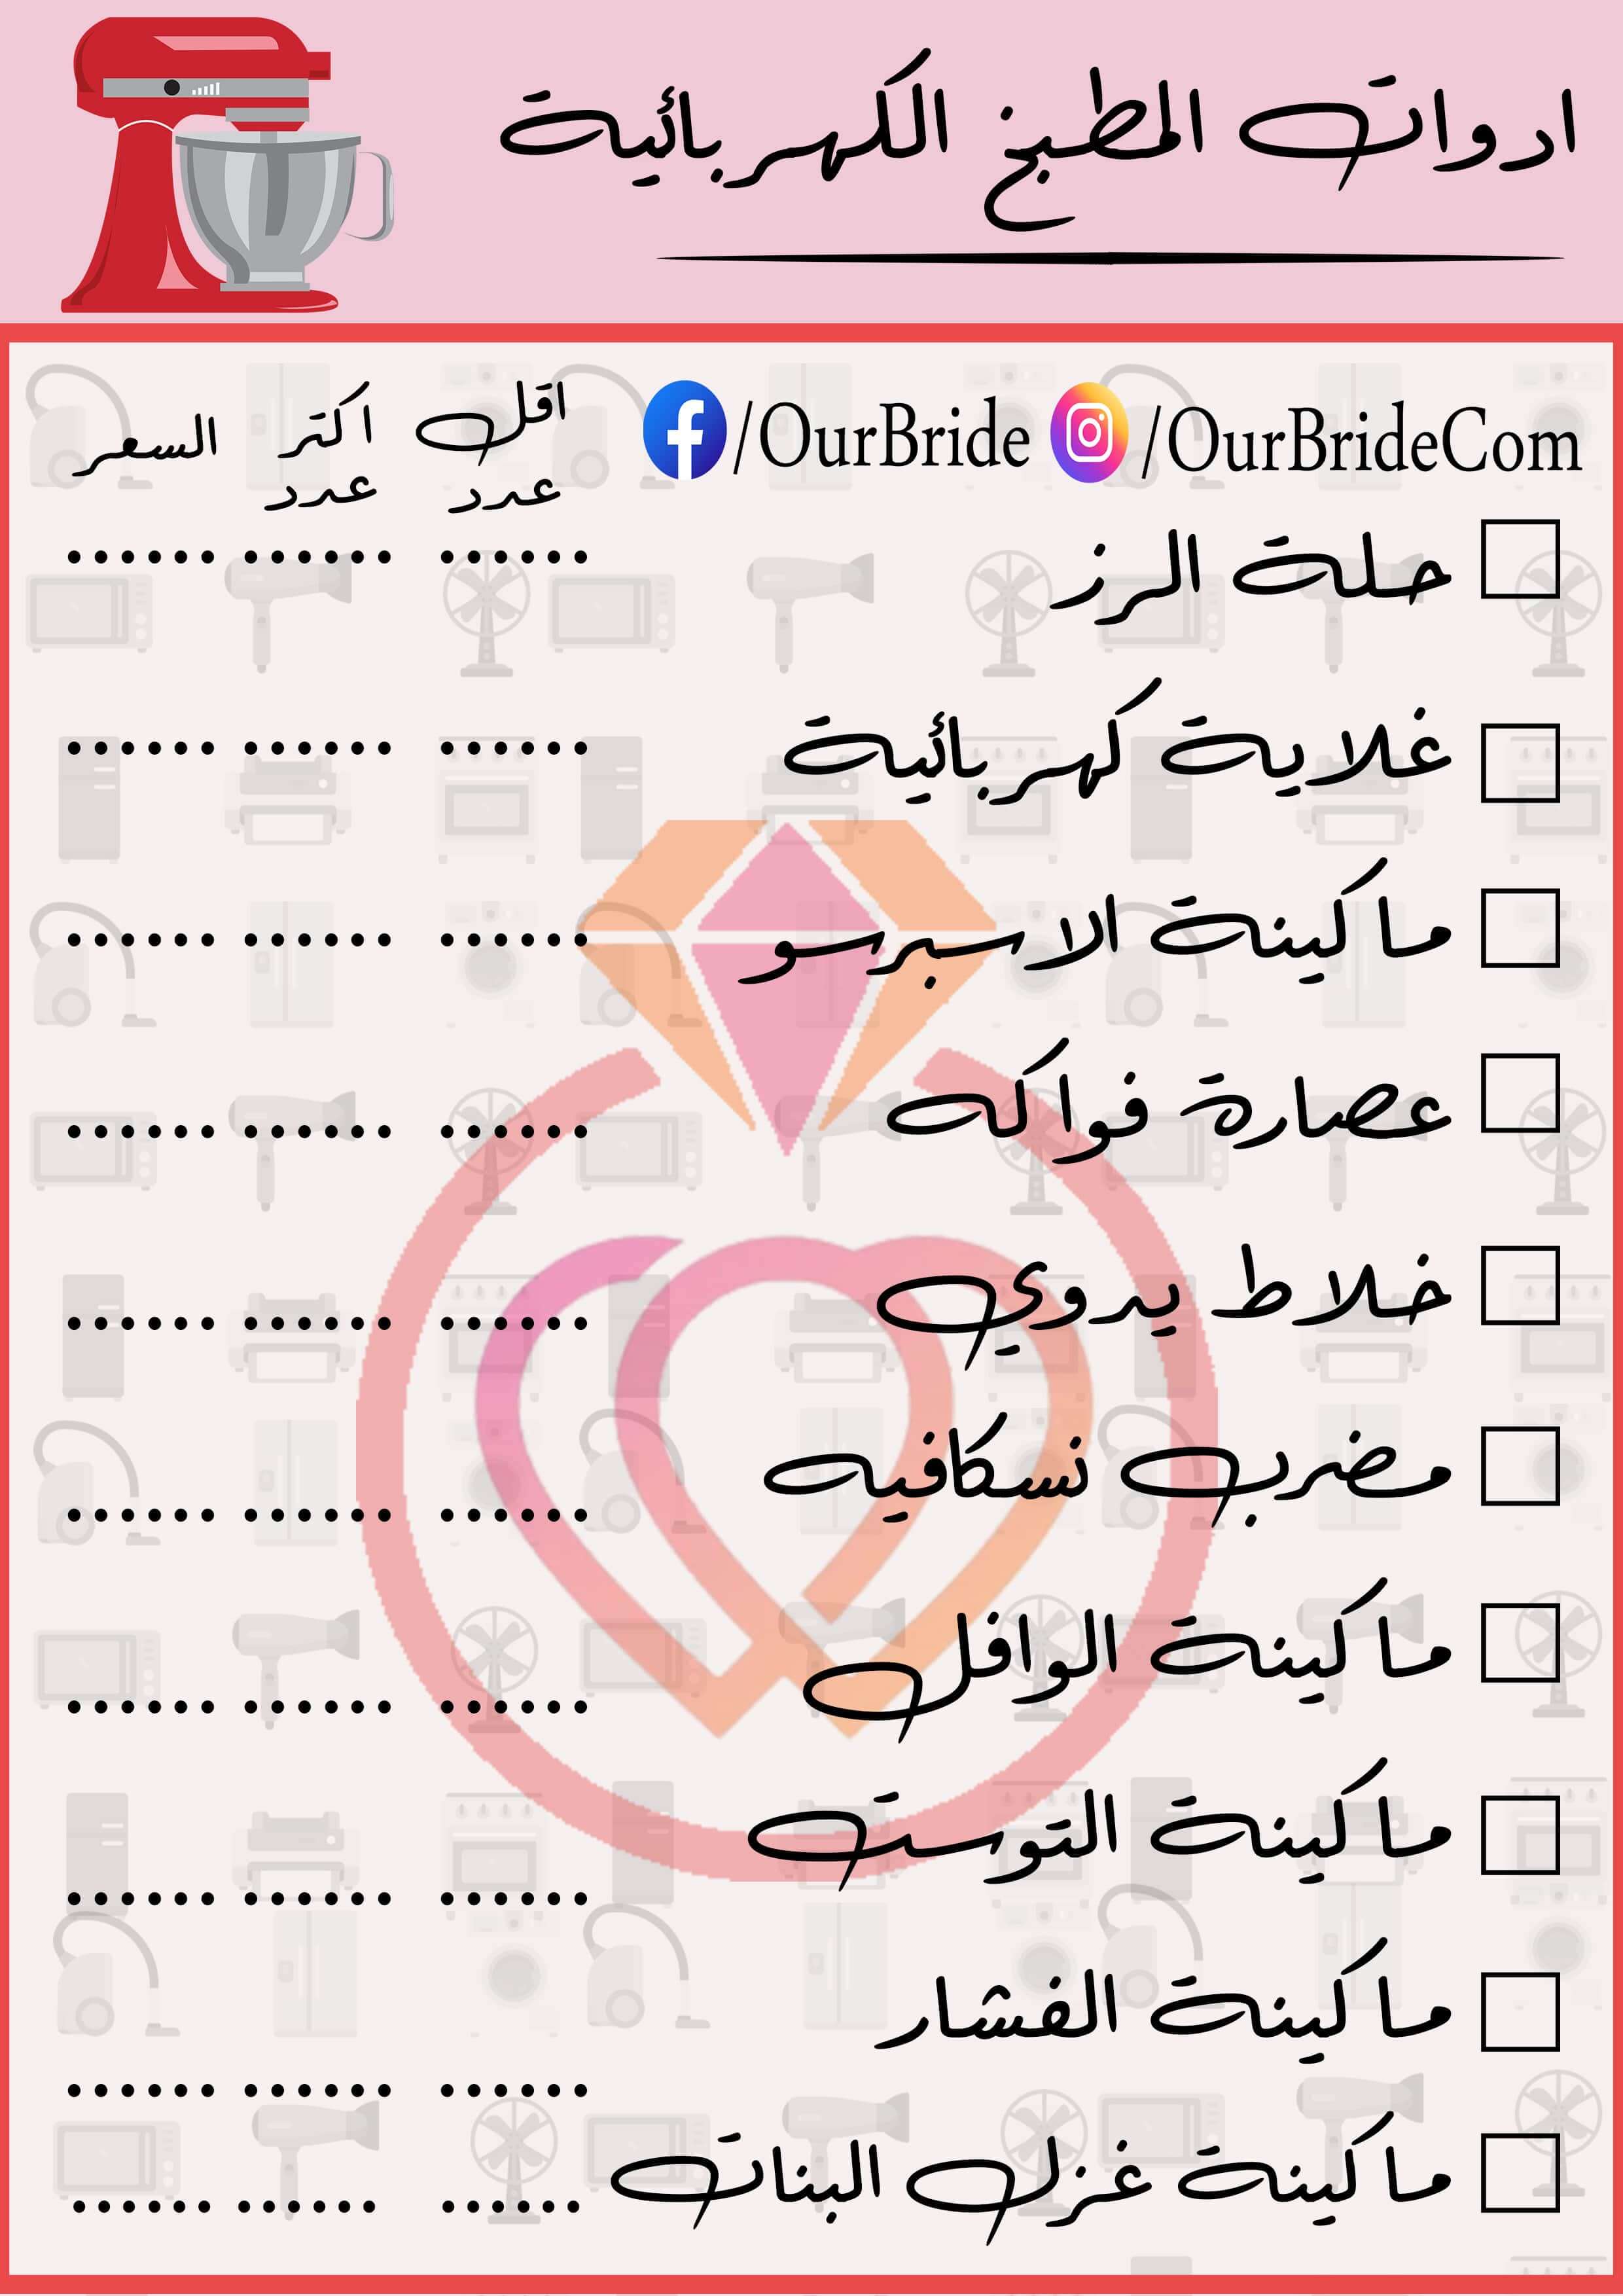 ادوات المطبخ الكهربائية
/OurBride /OurBrideCom
اقل عدد
اكتر عدد
السعر
حلة الرز ...... ...... ......
غلاية كهربائية ...... ...... ......
ماكينة الاسبرسو ...... ...... ......
عصارة فواكه ...... ...... ......
خلاط يدوي ...... ...... ......
مضرب نسكافيه ...... ...... ......
ماكينة الوافل ...... ...... ......
ماكينة التوست ...... ...... ......
ماكينة الفشار ...... ...... ......
ماكينة غزل البنات ...... ...... ......